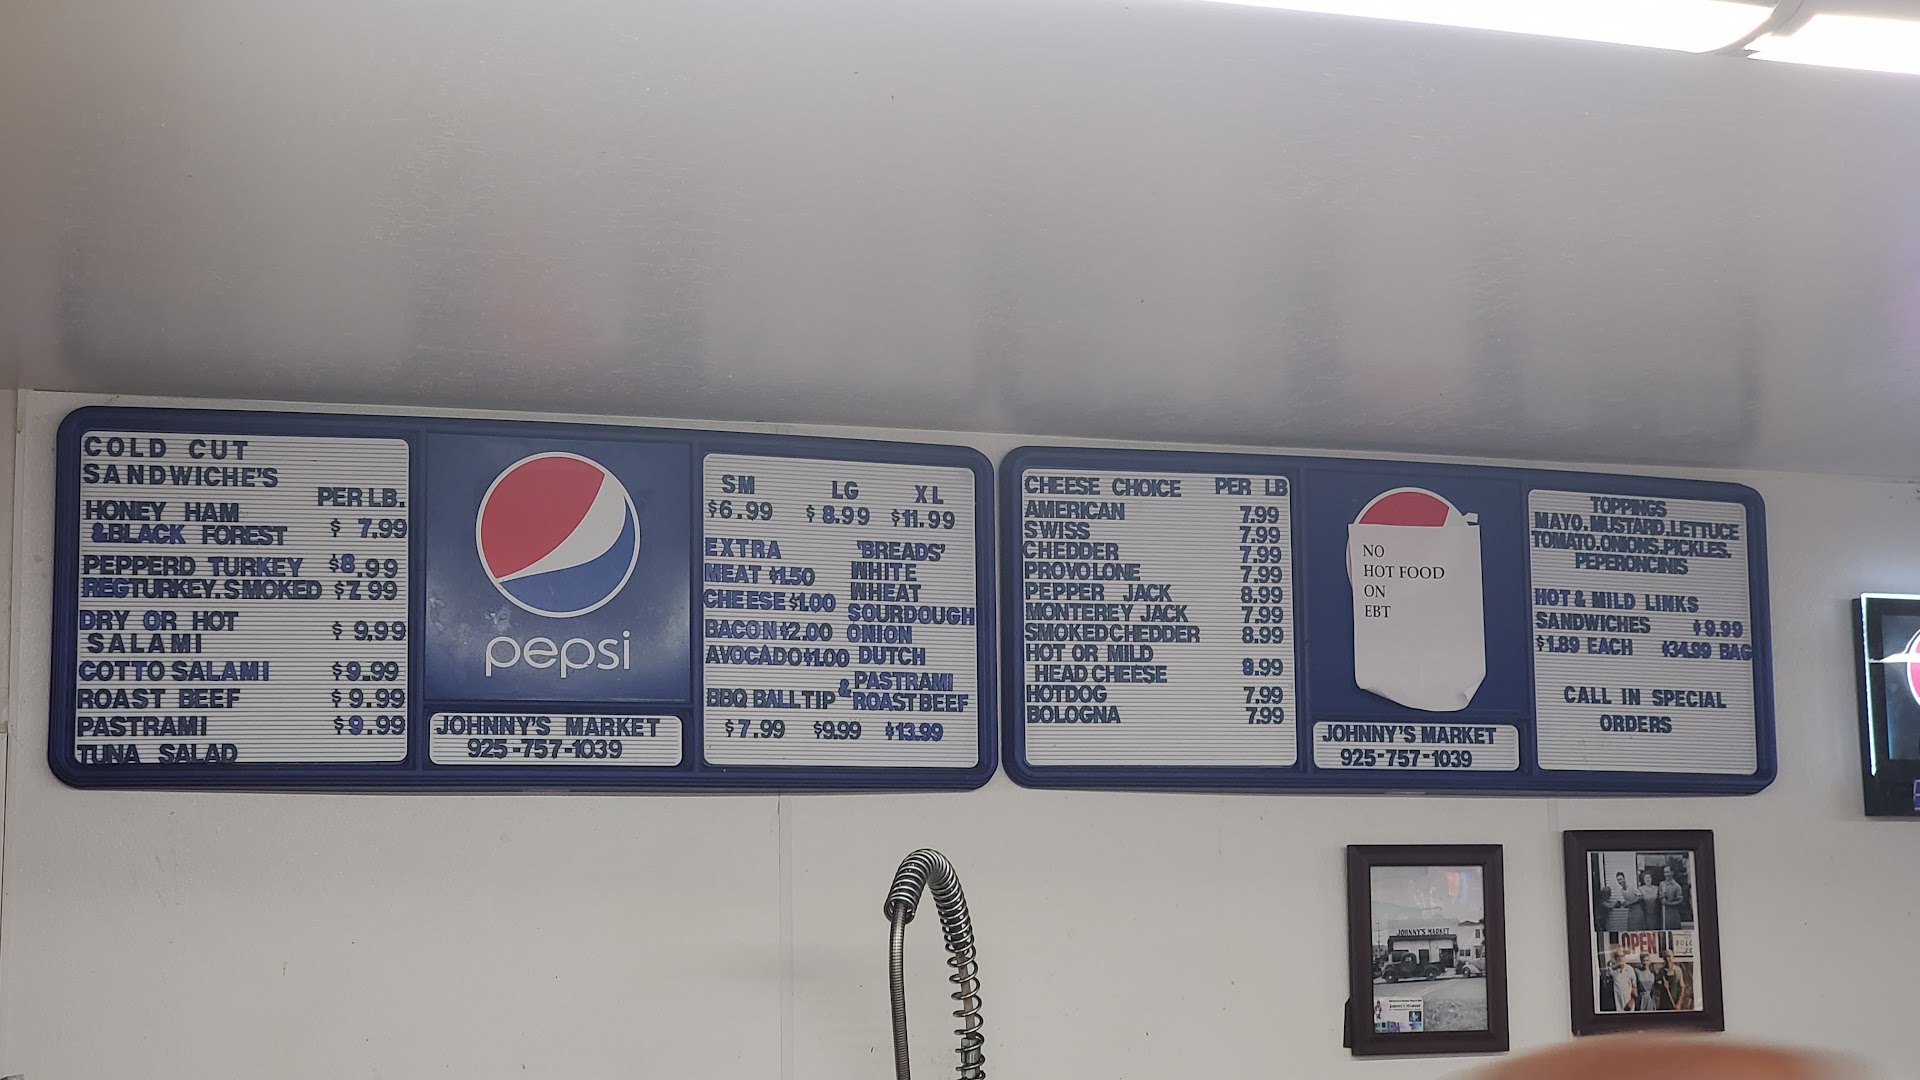 COLD CUT
SANDWICHE'S
PER LB.
HONEY HAM
&BLACK FOREST $ 7.99
PEPPERD TURKEY $8.99
REGTURKEY.SMOKED $7.99
DRY OR HOT
SALAMI $ 9,99
COTTO SALAMI $9.99
ROAST BEEF $9.99
PASTRAMI $9.99
TUNA SALAD
pepsi
JOHNNY'S MARKET
925-757-1039
SM LG XL
$6.99 $8.99 $11.99
EXTRA
MEAT $1.50
CHEESE $1.00
BACON $2.00
AVOCADO $1.00
'BREADS'
WHITE
WHEAT
SOURDOUGH
ONION
DUTCH
BBQ BALLTIP & PASTRAMI
ROAST BEEF
$7.99 $9.99 $13.99
CHEESE CHOICE PER LB
AMERICAN 7.99
SWISS 7.99
CHEDDER 7.99
PROVOLONE 7.99
PEPPER JACK 8.99
MONTEREY JACK 7.99
SMOKEDCHEDDER 8.99
HOT OR MILD
HEAD CHEESE 8.99
HOTDOG 7.99
BOLOGNA 7.99
NO
HOT FOOD
ON
EBT
JOHNNY'S MARKET
925-757-1039
TOPPINGS
MAYO.MUSTARD.LETTUCE
TOMATO.ONIONS.PICKLES.
PEPERONCINIS
HOT & MILD LINKS
SANDWICHES $9.99
$1.89 EACH $34.99 BAG
CALL IN SPECIAL
ORDERS
JOHNNY'S MARKET
OPEN